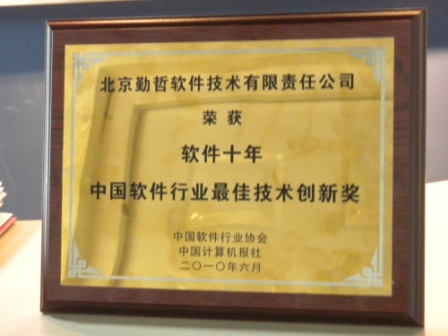 北京勤哲软件技术有限责任公司
荣获
软件十年
中国软件行业最佳技术创新奖
中国软件行业协会
中国计算机报社
二〇一〇年六月